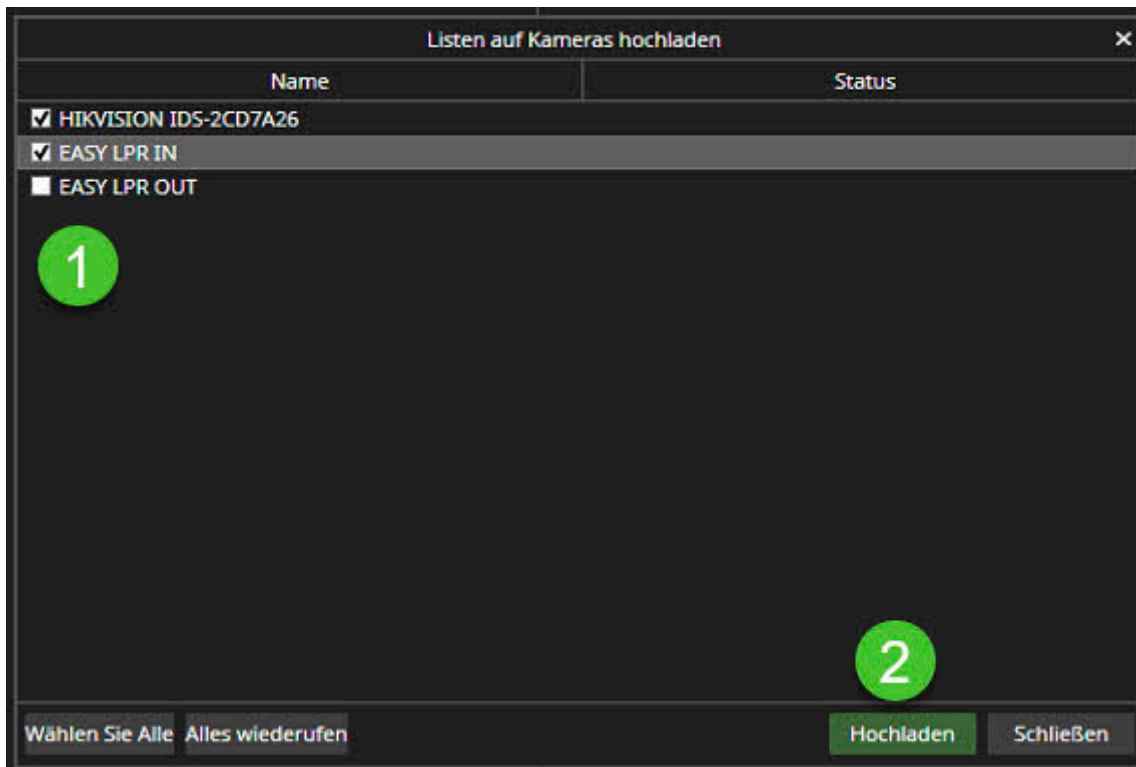 Listen auf Kameras hochladen
Name Status
HIKVISION IDS-2CD7A26
EASY LPR IN
EASY LPR OUT
1
2
Wählen Sie Alle Alles wiederufen Hochladen Schließen